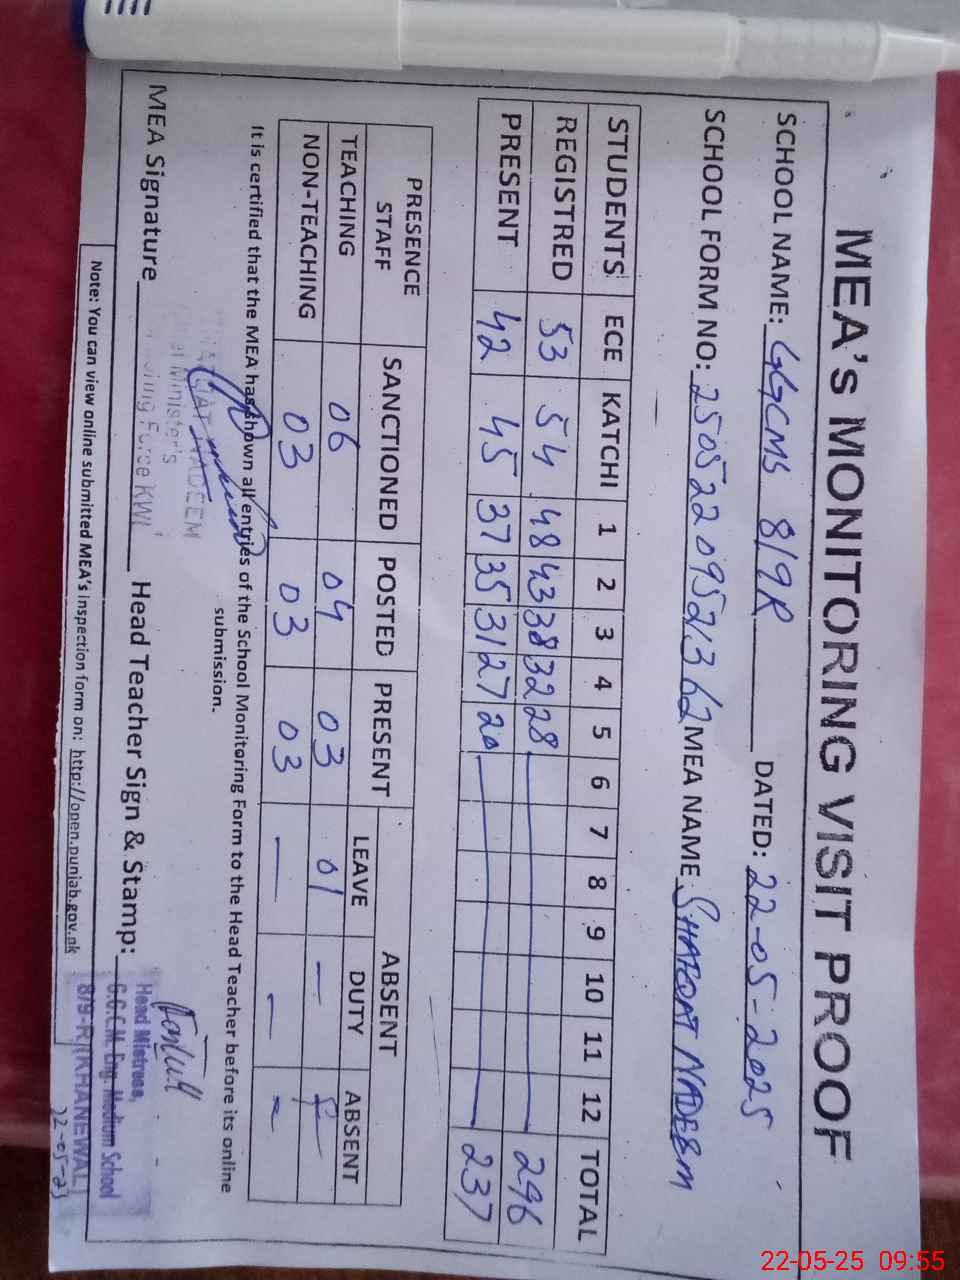 MEA's MONITORING VISIT PROOF
SCHOOL NAME: GGCMS 8/9R DATED: 22-05-2025
SCHOOL FORM NO: 25052209521362 MEA NAME SHAFQAT NADEEM
STUDENTS ECE KATCHI 1 2 3 4 5 6 7 8 9 10 11 12 TOTAL
REGISTRED 53 54 48 43 38 32 28 296
PRESENT 42 45 37 35 31 27 20 237
PRESENCE STAFF SANCTIONED POSTED PRESENT ABSENT
LEAVE DUTY ABSENT
TEACHING 06 04 03 01 –
NON-TEACHING 03 03 03 – – –
It is certified that the MEA has shown all entries of the School Monitoring Form to the Head Teacher before its online
submission.
NADEEM
Minister's
Force KWL
MEA Signature Head Teacher Sign & Stamp:
Head Mistress,
G.G.C.M. Eng. Medium School
8/9-R (KHANEWAL)
22-05-25
Note: You can view online submitted MEA's inspection form on: http://open.punjab.gov.pk
22-05-25 09:55